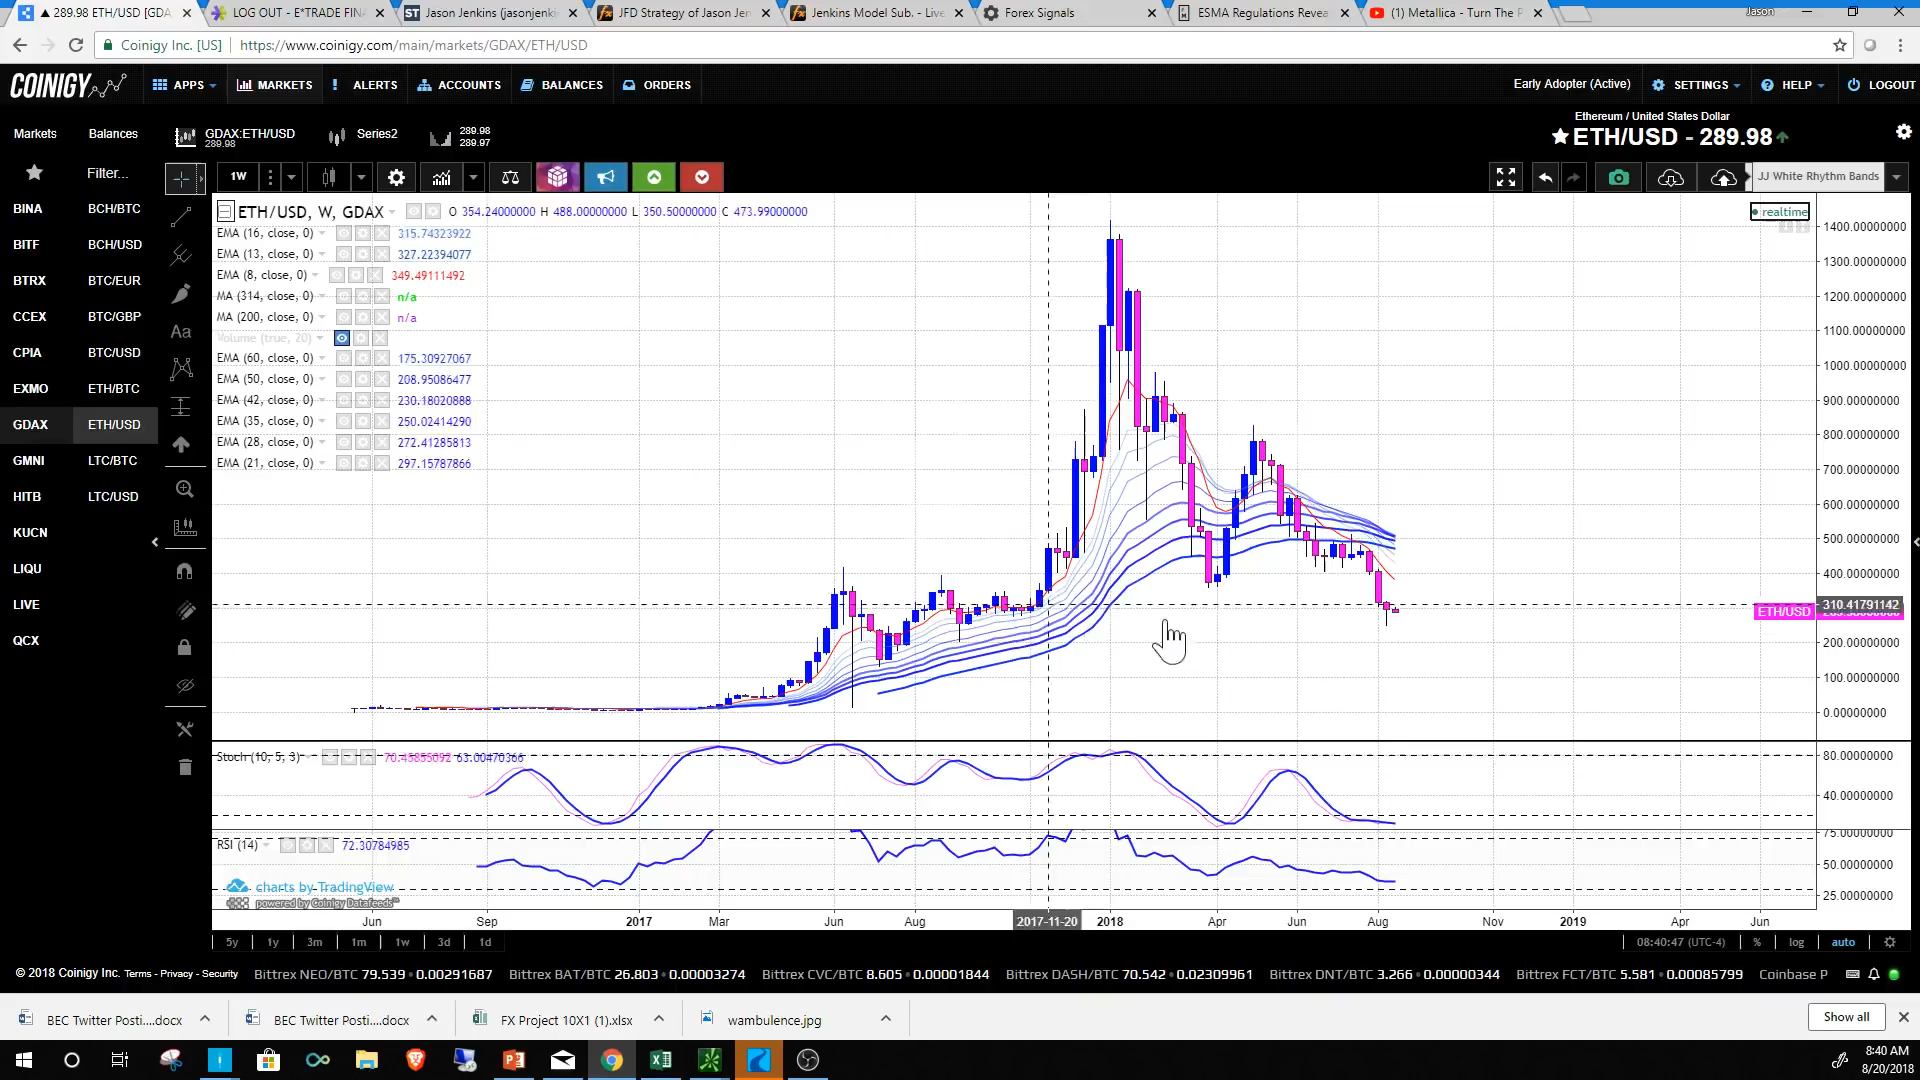 ▲ 289.98 ETH/USD [GDA
LOG OUT - E*TRADE FINA
Jason Jenkins (jasonjenki
JFD Strategy of Jason Jen
Jenkins Model Sub. - Live
Forex Signals
ESMA Regulations Revea
(1) Metallica - Turn The P
Jason
Coinigy Inc. [US]
https://www.coinigy.com/main/markets/GDAX/ETH/USD
COINIGY
APPS
MARKETS
ALERTS
ACCOUNTS
BALANCES
ORDERS
Early Adopter (Active)
SETTINGS
HELP
LOGOUT
Markets
Balances
GDAX:ETH/USD
289.98
Series2
289.98
289.97
Ethereum / United States Dollar
ETH/USD - 289.98
Filter...
1W
JJ White Rhythm Bands
BINA
BCH/BTC
BITF
BCH/USD
BTRX
BTC/EUR
CCEX
BTC/GBP
CPIA
BTC/USD
EXMO
ETH/BTC
GDAX
ETH/USD
GMNI
LTC/BTC
HITB
LTC/USD
KUCN
LIQU
LIVE
QCX
Aa
ETH/USD, W, GDAX
O 354.24000000 H 488.00000000 L 350.50000000 C 473.99000000
EMA (16, close, 0) 315.74323922
EMA (13, close, 0) 327.22394077
EMA (8, close, 0) 349.49111492
MA (314, close, 0) n/a
MA (200, close, 0) n/a
Volume (true, 20)
EMA (60, close, 0) 175.30927067
EMA (50, close, 0) 208.95086477
EMA (42, close, 0) 230.18020888
EMA (35, close, 0) 250.02414290
EMA (28, close, 0) 272.41285813
EMA (21, close, 0) 297.15787866
realtime
1400.00000000
1300.00000000
1200.00000000
1100.00000000
1000.00000000
900.00000000
800.00000000
700.00000000
600.00000000
500.00000000
400.00000000
310.41791142
ETH/USD
200.00000000
100.00000000
0.00000000
Stoch (10, 5, 3) 70.45855092 63.00470366
80.00000000
40.00000000
RSI (14) 72.30784985
75.00000000
50.00000000
25.00000000
charts by TradingView
powered by Coinigy Datafeeds™
Jun
Sep
2017
Mar
Jun
Aug
2017-11-20
2018
Apr
Jun
Aug
Nov
2019
Apr
Jun
5y
1y
3m
1m
1w
3d
1d
08:40:47 (UTC-4)
%
log
auto
© 2018 Coinigy Inc. Terms - Privacy - Security
Bittrex NEO/BTC 79.539 • 0.00291687
Bittrex BAT/BTC 26.803 • 0.00003274
Bittrex CVC/BTC 8.605 • 0.00001844
Bittrex DASH/BTC 70.542 • 0.02309961
Bittrex DNT/BTC 3.266 • 0.00000344
Bittrex FCT/BTC 5.581 • 0.00085799
Coinbase P
BEC Twitter Posti....docx
BEC Twitter Posti....docx
FX Project 10X1 (1).xlsx
wambulence.jpg
Show all
8:40 AM
8/20/2018